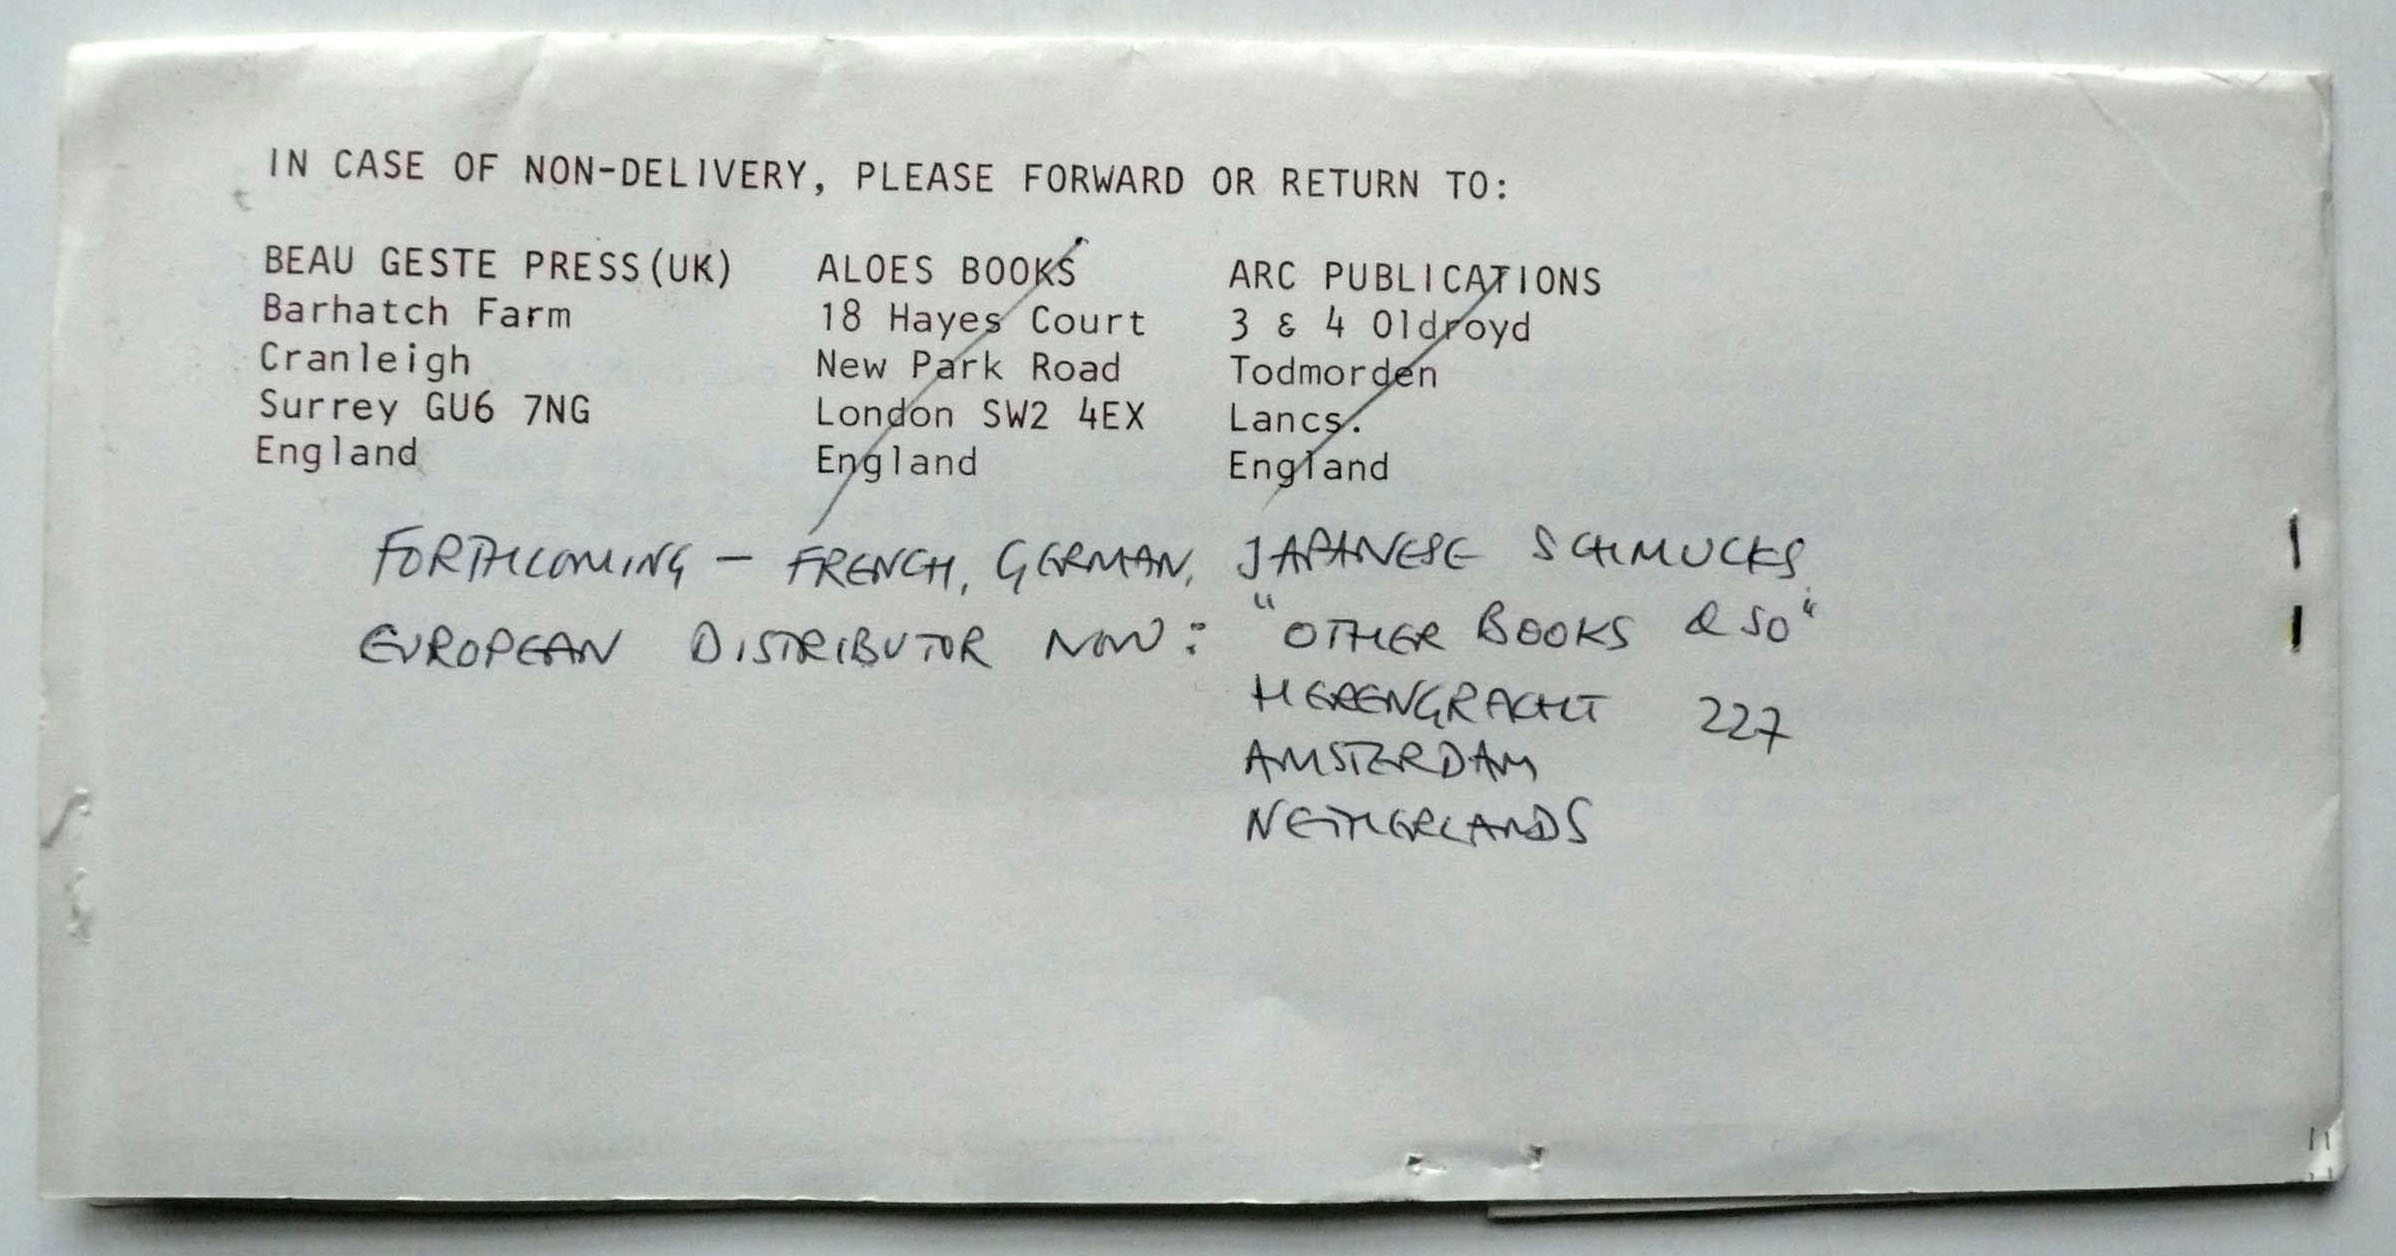 IN CASE OF NON-DELIVERY, PLEASE FORWARD OR RETURN TO:
BEAU GESTE PRESS(UK)
Barhatch Farm
Cranleigh
Surrey GU6 7NG
England
ALOES BOOKS
18 Hayes Court
New Park Road
London SW2 4EX
England
ARC PUBLICATIONS
3 & 4 Oldroyd
Todmorden
Lancs.
England
FORTHCOMING – FRENCH, GERMAN, JAPANESE SCHMUCKS.
EUROPEAN DISTRIBUTOR NOW: "OTHER BOOKS & SO"
HERENGRACHT 227
AMSTERDAM
NETHERLANDS